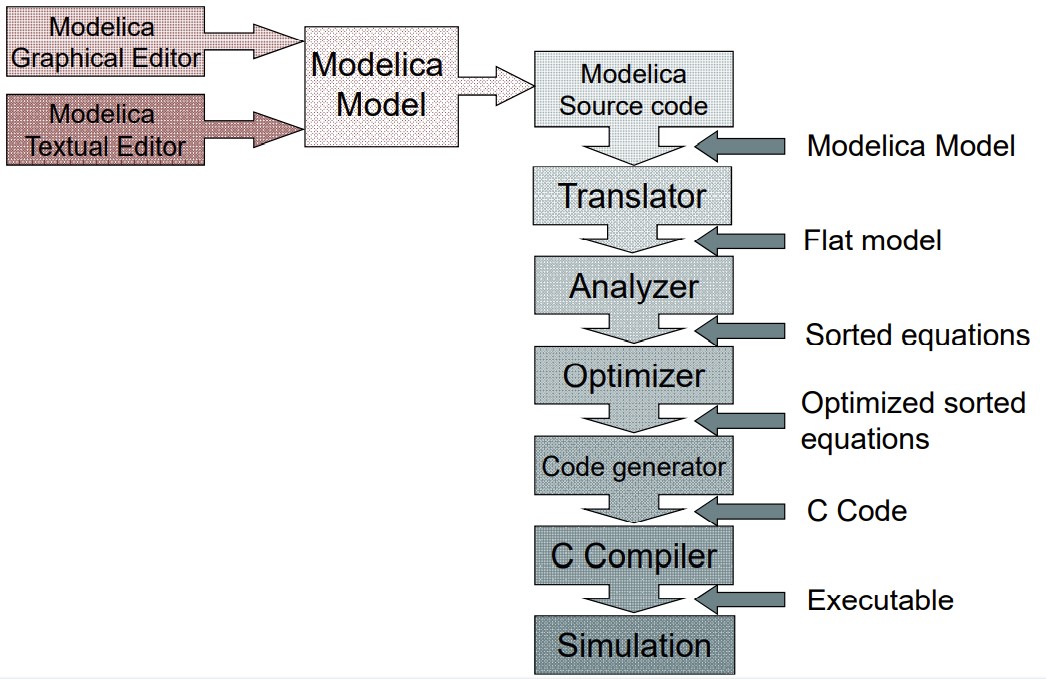 Modelica
Graphical Editor
Modelica
Textual Editor
Modelica
Model
Modelica
Source code
Modelica Model
Translator
Flat model
Analyzer
Sorted equations
Optimizer
Optimized sorted
equations
Code generator
C Code
C Compiler
Executable
Simulation